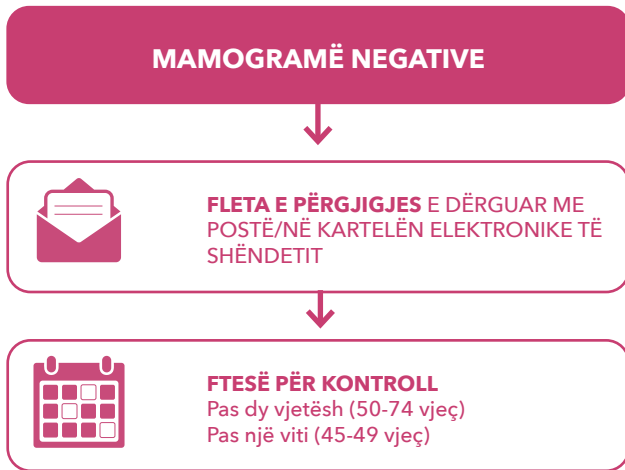 MAMOGRAMË NEGATIVE
FLETA E PËRGJIGJES E DËRGUAR ME
POSTË/NË KARTELËN ELEKTRONIKE TË
SHËNDETIT
FTESË PËR KONTROLL
Pas dy vjetësh (50-74 vjeç)
Pas një viti (45-49 vjeç)